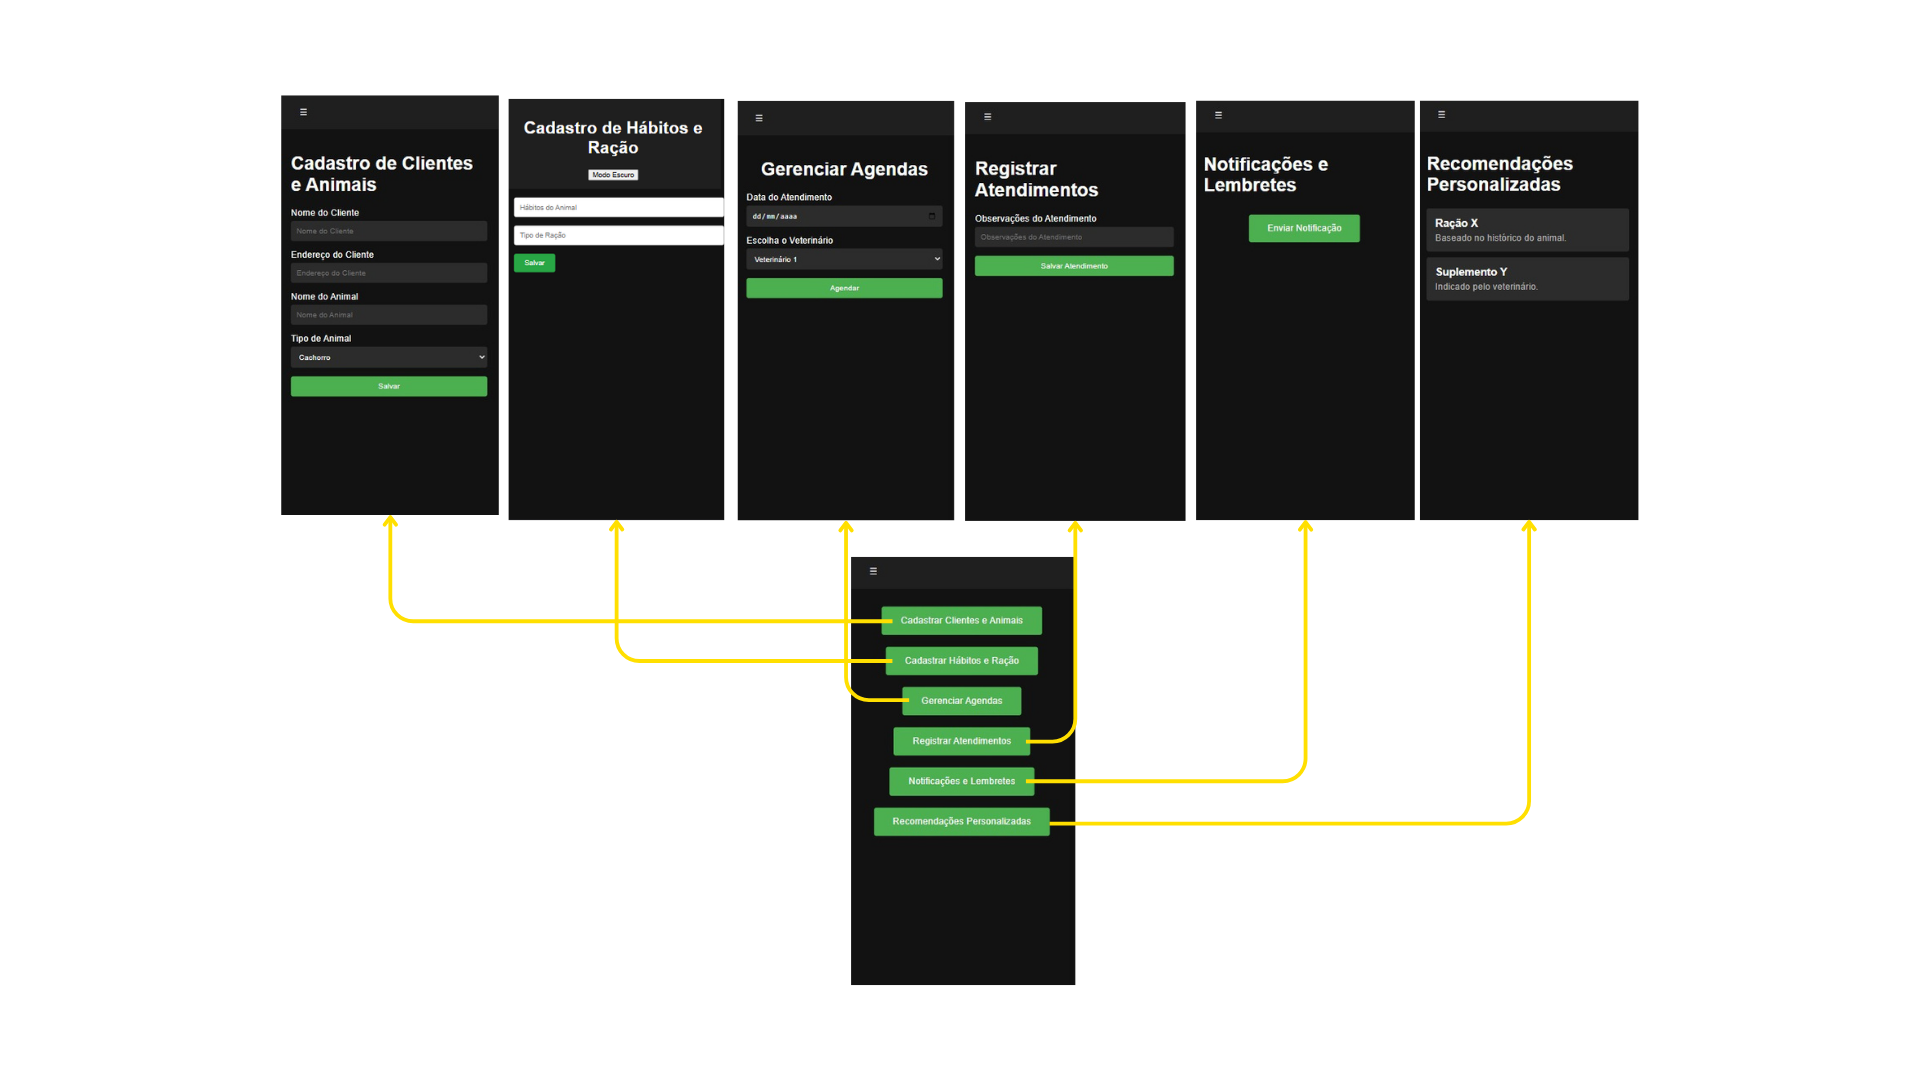 ☰
Cadastro de Clientes
e Animais
Nome do Cliente
Nome do Cliente
Endereço do Cliente
Endereço do Cliente
Nome do Animal
Nome do Animal
Tipo de Animal
Cachorro
Salvar
Cadastro de Hábitos e
Ração
Modo Escuro
Hábitos do Animal
Tipo de Ração
Salvar
☰
Gerenciar Agendas
Data do Atendimento
dd/mm/aaaa
Escolha o Veterinário
Veterinário 1
Agendar
☰
Registrar
Atendimentos
Observações do Atendimento
Observações do Atendimento
Salvar Atendimento
☰
Notificações e
Lembretes
Enviar Notificação
☰
Recomendações
Personalizadas
Ração X
Baseado no histórico do animal.
Suplemento Y
Indicado pelo veterinário.
☰
Cadastrar Clientes e Animais
Cadastrar Hábitos e Ração
Gerenciar Agendas
Registrar Atendimentos
Notificações e Lembretes
Recomendações Personalizadas